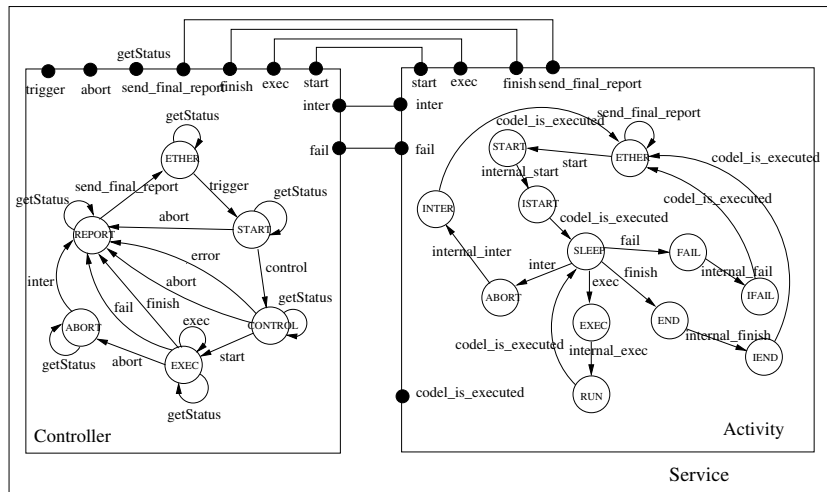 getStatus
trigger
abort
send_final_report
finish
exec
start
start
exec
finish
send_final_report
inter
inter
fail
fail
getStatus
ETHER
send_final_report
trigger
getStatus
getStatus
abort
START
REPORT
error
control
inter
abort
getStatus
fail
finish
CONTROL
ABORT
exec
start
getStatus
abort
EXEC
getStatus
Controller
codel_is_executed
send_final_report
START
ETHER
start
internal_start
codel_is_executed
codel_is_executed
INTER
ISTART
codel_is_executed
SLEEP
fail
FAIL
internal_inter
inter
finish
internal_fail
exec
ABORT
IFAIL
EXEC
END
codel_is_executed
internal_exec
internal_finish
IEND
RUN
codel_is_executed
Activity
Service